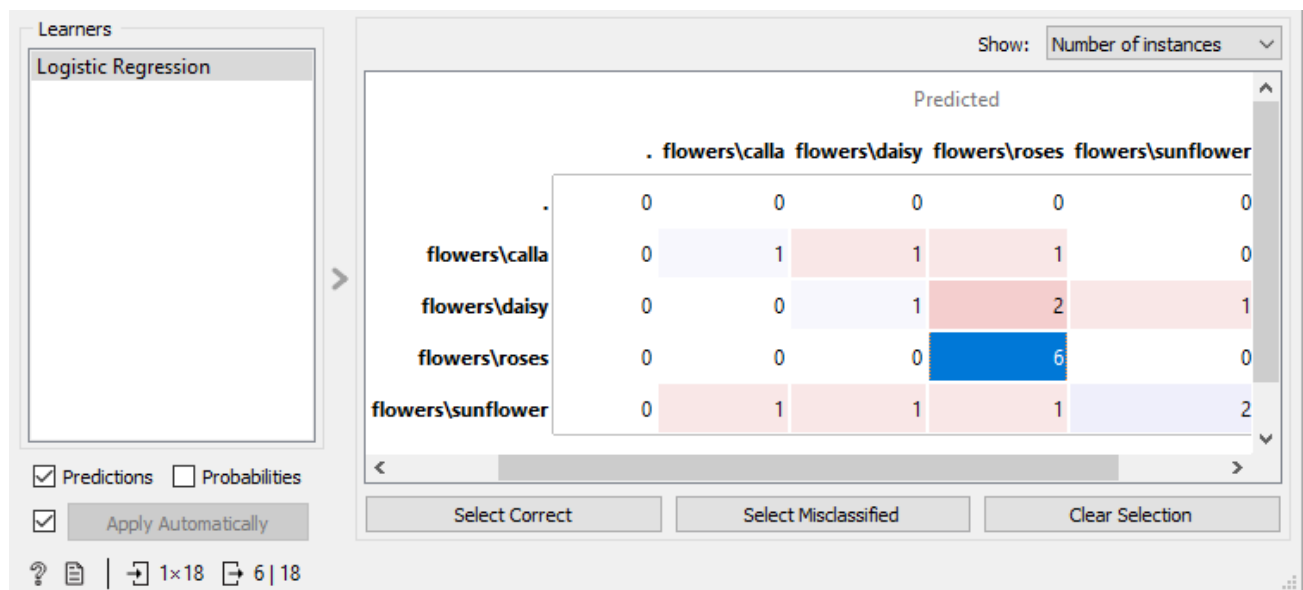 Learners
Logistic Regression
Show: Number of instances
Predicted
. flowers\calla flowers\daisy flowers\roses flowers\sunflower
. 0 0 0 0 0
flowers\calla 0 1 1 1 0
flowers\daisy 0 0 1 2 1
flowers\roses 0 0 0 6 0
flowers\sunflower 0 1 1 1 2
Predictions Probabilities
Apply Automatically
Select Correct Select Misclassified Clear Selection
? 1×18 6 | 18